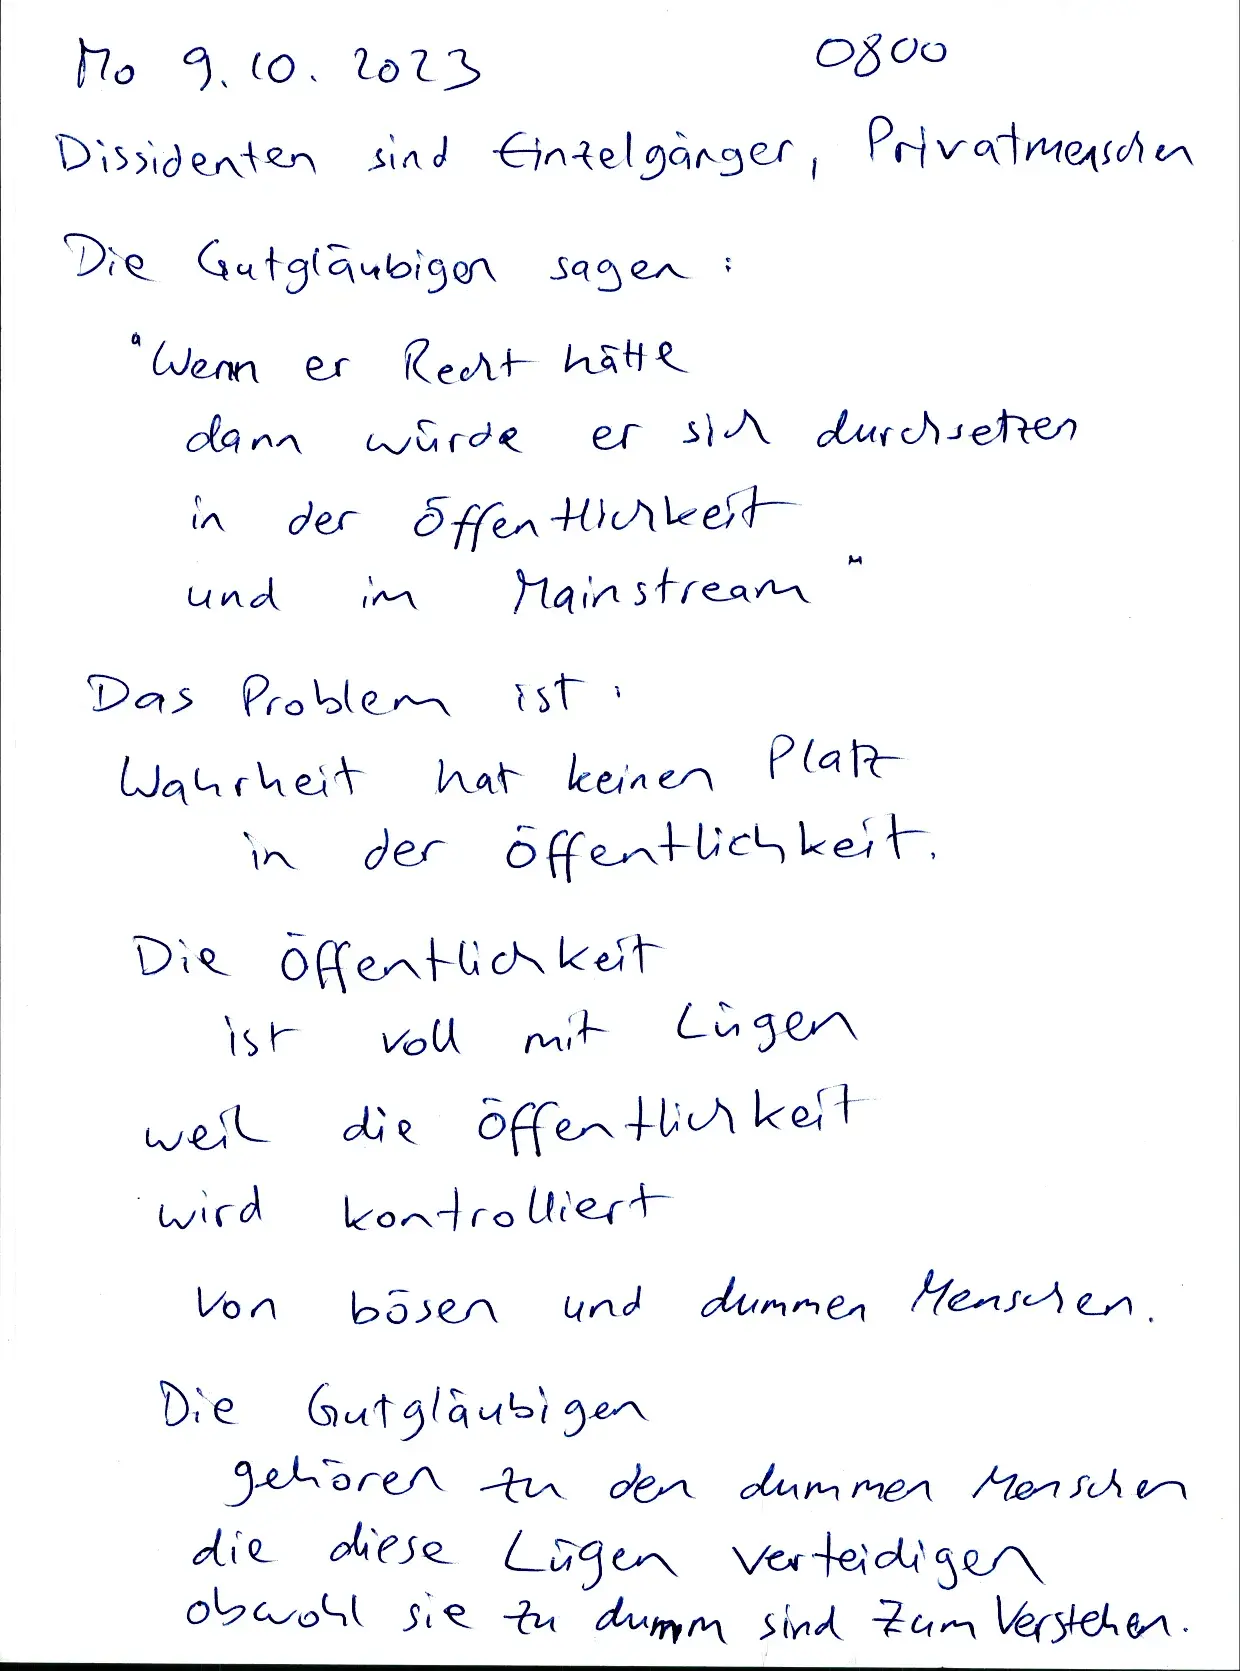 Mo 9.10.2023 0800
Dissidenten sind Einzelgänger, Privatmenschen
Die Gutgläubigen sagen:
"Wenn er Recht hätte
dann würde er sich durchsetzen
in der Öffentlichkeit
und im Mainstream"
Das Problem ist:
Wahrheit hat keinen Platz
in der Öffentlichkeit.
Die Öffentlichkeit
ist voll mit Lügen
weil die Öffentlichkeit
wird kontrolliert
von bösen und dummen Menschen.
Die Gutgläubigen
gehören zu den dummen Menschen
die diese Lügen verteidigen
obwohl sie zu dumm sind zum Verstehen.